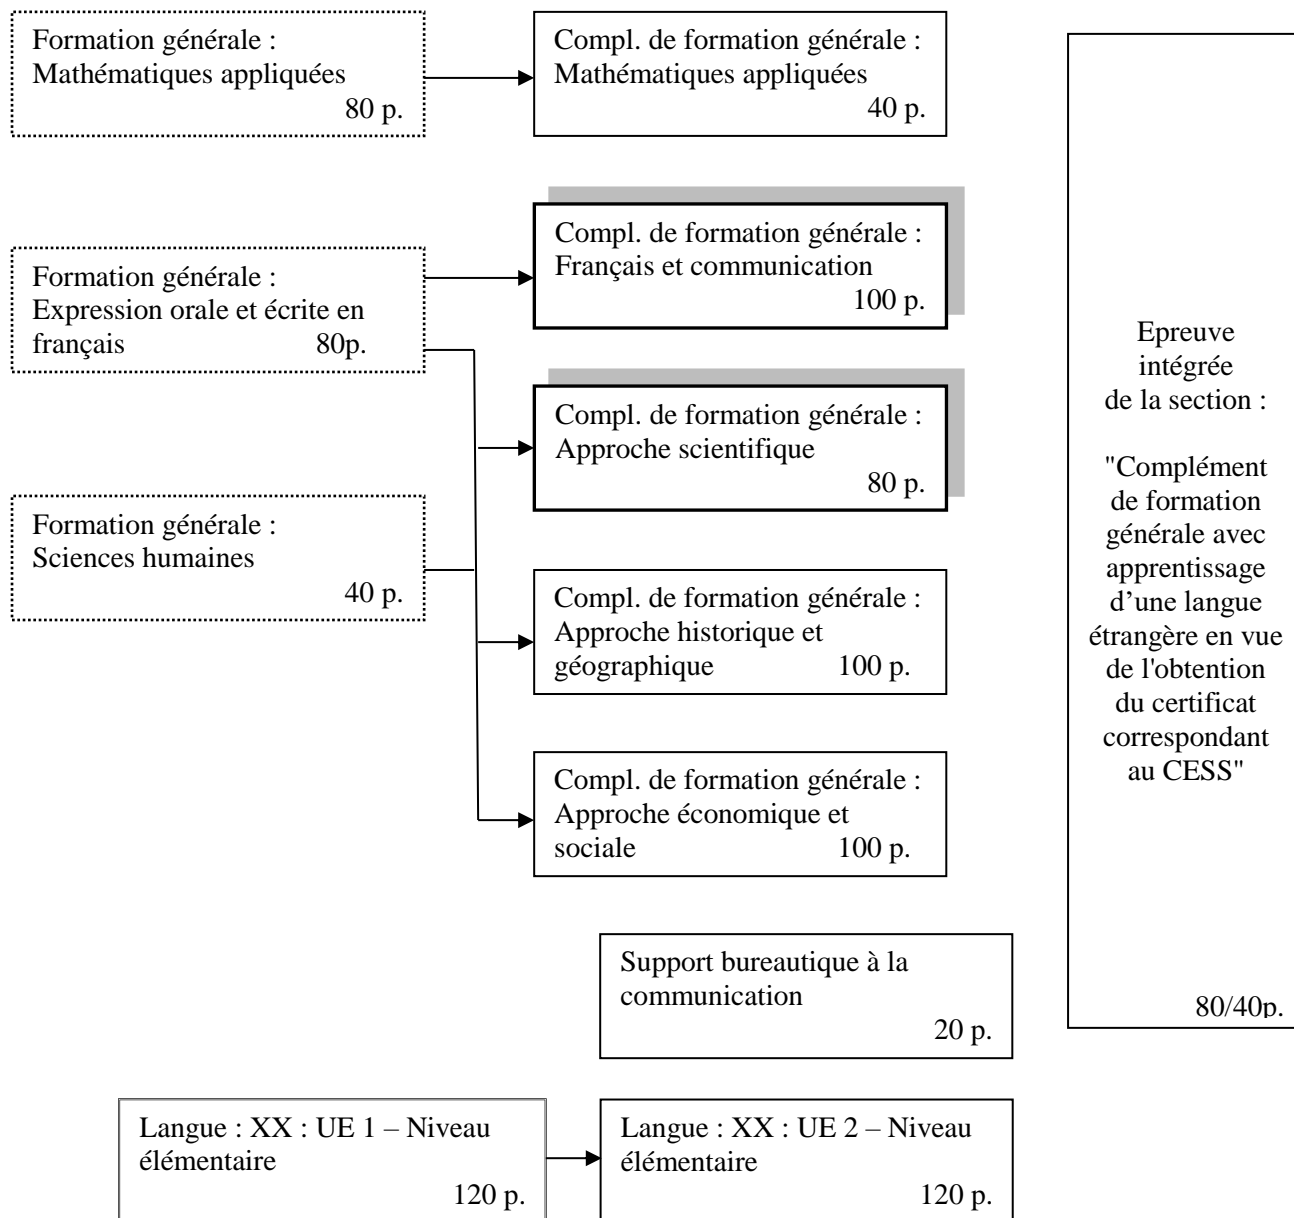 Formation générale :
Mathématiques appliquées
80 p.
Compl. de formation générale :
Mathématiques appliquées
40 p.
Formation générale :
Expression orale et écrite en
français 80p.
Compl. de formation générale :
Français et communication
100 p.
Compl. de formation générale :
Approche scientifique
80 p.
Formation générale :
Sciences humaines
40 p.
Compl. de formation générale :
Approche historique et
géographique 100 p.
Compl. de formation générale :
Approche économique et
sociale 100 p.
Support bureautique à la
communication
20 p.
Langue : XX : UE 1 – Niveau
élémentaire
120 p.
Langue : XX : UE 2 – Niveau
élémentaire
120 p.
Epreuve
intégrée
de la section :
"Complément
de formation
générale avec
apprentissage
d’une langue
étrangère en vue
de l'obtention
du certificat
correspondant
au CESS"
80/40p.